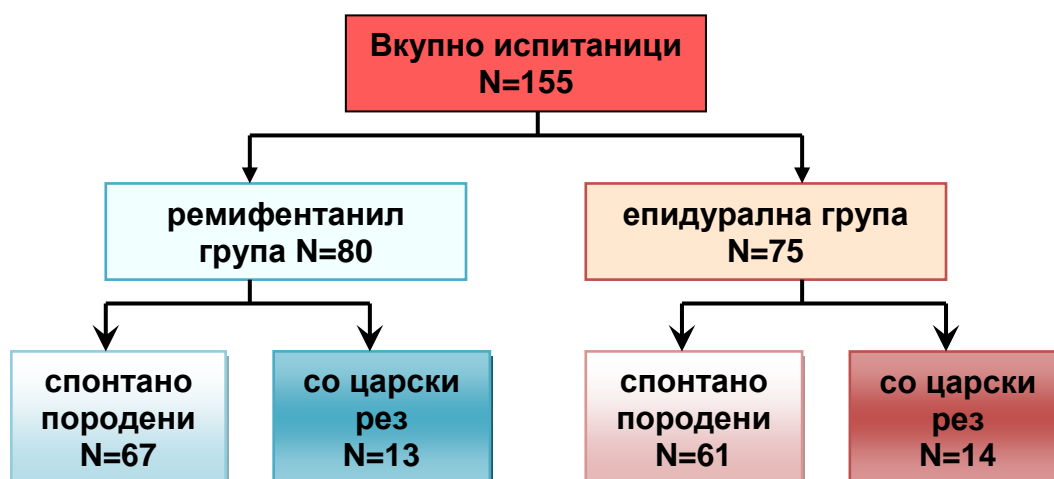 Вкупно испитаници
N=155
ремифентанил
група N=80
епидурална група
N=75
спонтано
породени
N=67
со царски
рез
N=13
спонтано
породени
N=61
со царски
рез
N=14